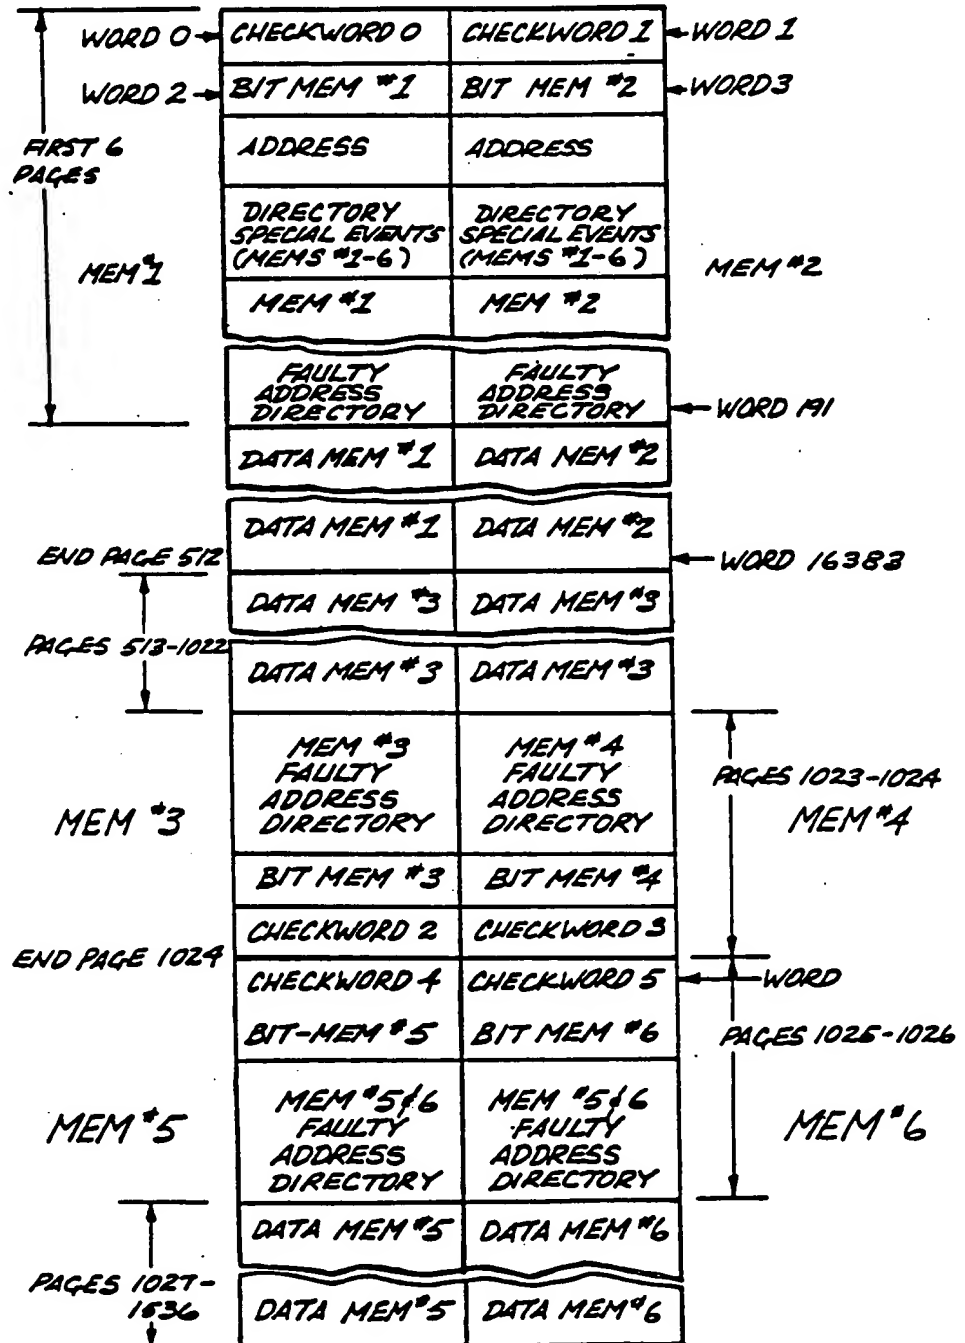 WORD 0 CHECKWORD 0 CHECKWORD 1 WORD 1
WORD 2 BIT MEM #1 BIT MEM #2 WORD 3
FIRST 6
PAGES
ADDRESS ADDRESS
DIRECTORY
SPECIAL EVENTS
(MEMS #1-6)
DIRECTORY
SPECIAL EVENTS
(MEMS #1-6)
MEM #1
MEM #2
MEM #1 MEM #2
FAULTY
ADDRESS
DIRECTORY
FAULTY
ADDRESS
DIRECTORY
WORD 191
DATA MEM #1 DATA MEM #2
DATA MEM #1 DATA MEM #2
END PAGE 512
WORD 16383
DATA MEM #3 DATA MEM #3
PAGES 513-1022
DATA MEM #3 DATA MEM #3
MEM #3
FAULTY
ADDRESS
DIRECTORY
MEM #4
FAULTY
ADDRESS
DIRECTORY
PAGES 1023-1024
MEM #3
MEM #4
BIT MEM #3 BIT MEM #4
CHECKWORD 2 CHECKWORD 3
END PAGE 1024
CHECKWORD 4 CHECKWORD 5 WORD
BIT-MEM #5 BIT MEM #6
PAGES 1025-1026
MEM #5
MEM #5&6
FAULTY
ADDRESS
DIRECTORY
MEM #5&6
FAULTY
ADDRESS
DIRECTORY
MEM #6
DATA MEM #5 DATA MEM #6
PAGES 1027-
1536
DATA MEM #5 DATA MEM #6